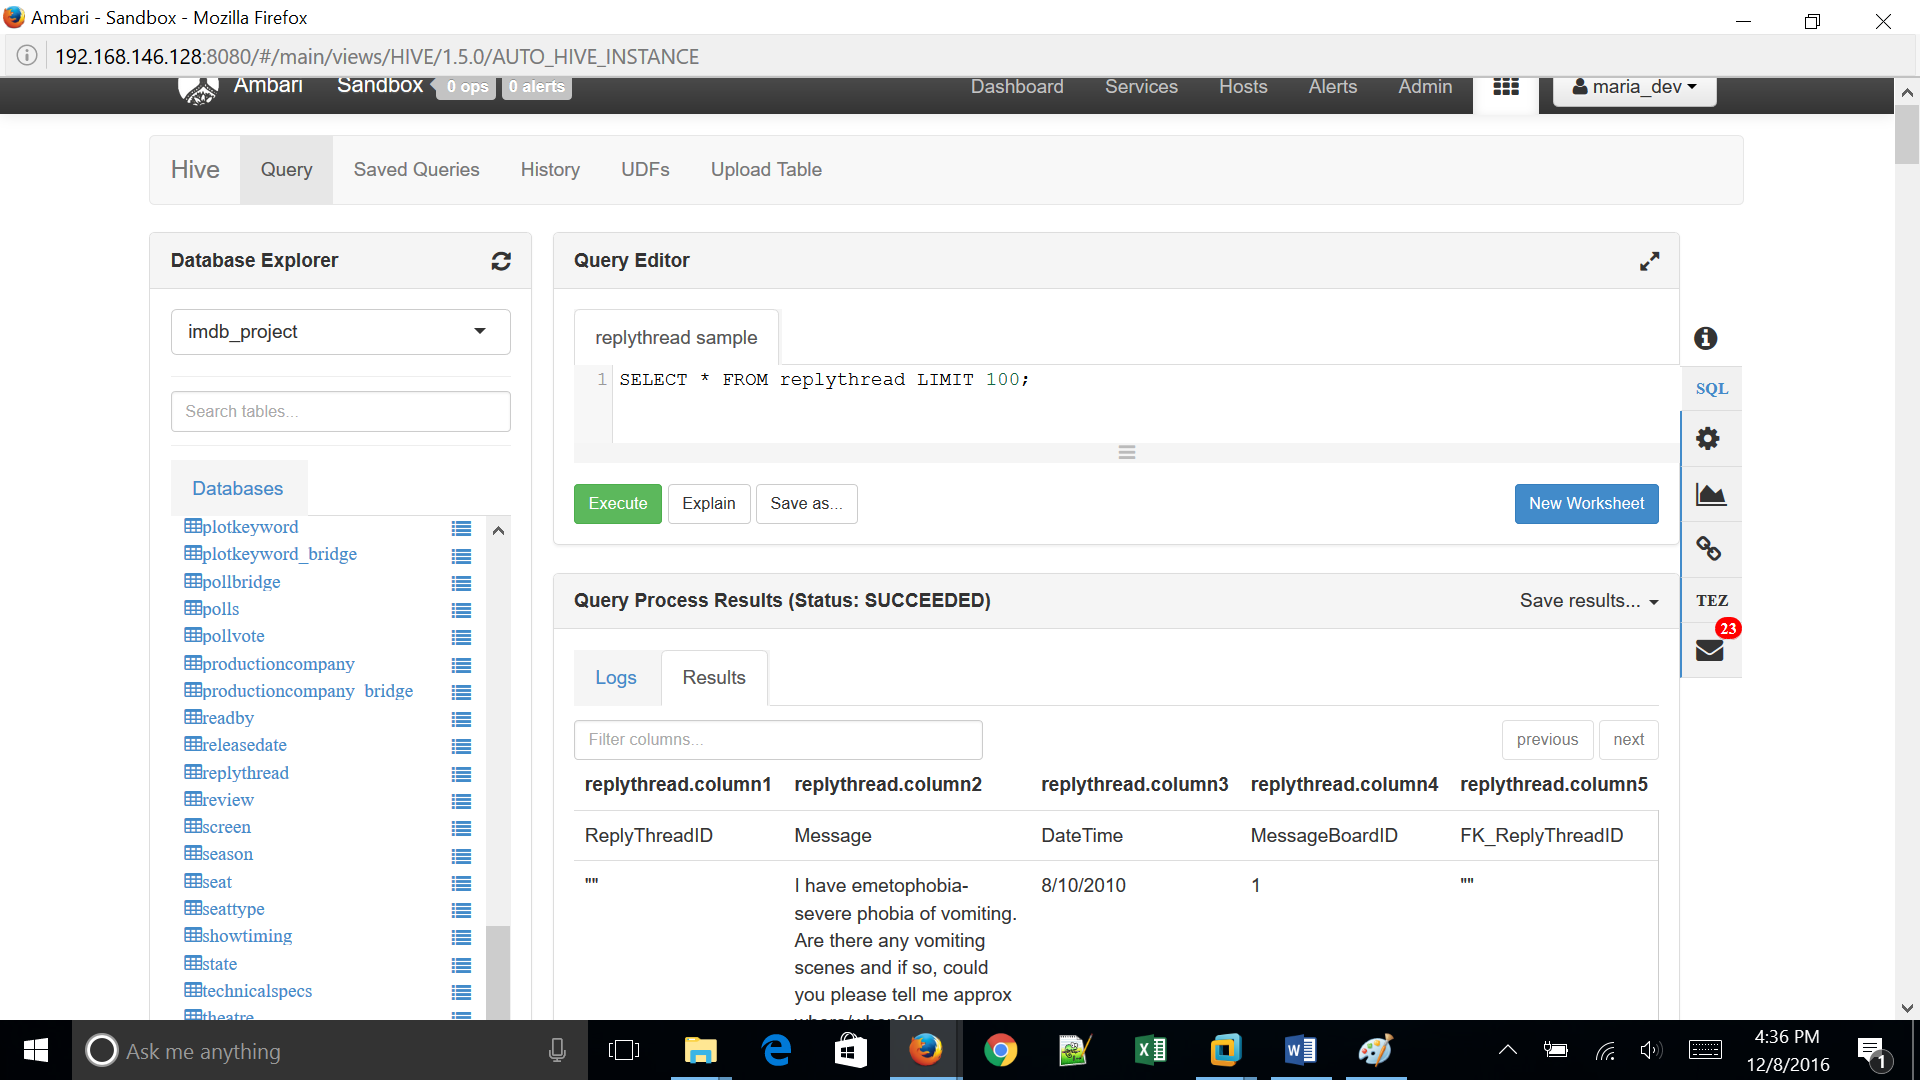 Ambari - Sandbox - Mozilla Firefox
192.168.146.128:8080/#/main/views/HIVE/1.5.0/AUTO_HIVE_INSTANCE
Ambari Sandbox 0 ops 0 alerts Dashboard Services Hosts Alerts Admin maria_dev
Hive Query Saved Queries History UDFs Upload Table
Database Explorer
imdb_project
Search tables...
Databases
plotkeyword
plotkeyword_bridge
pollbridge
polls
pollvote
productioncompany
productioncompany_bridge
readby
releasedate
replythread
review
screen
season
seat
seattype
showtiming
state
technicalspecs
theatre
Query Editor
replythread sample
1 SELECT * FROM replythread LIMIT 100;
Execute Explain Save as... New Worksheet
SQL
TEZ
23
Query Process Results (Status: SUCCEEDED) Save results...
Logs Results
Filter columns... previous next
replythread.column1 replythread.column2 replythread.column3 replythread.column4 replythread.column5
ReplyThreadID Message DateTime MessageBoardID FK_ReplyThreadID
"" I have emetophobia- 8/10/2010 1 ""
severe phobia of vomiting.
Are there any vomiting
scenes and if so, could
you please tell me approx
where/when?!?
Ask me anything
4:36 PM
12/8/2016
1